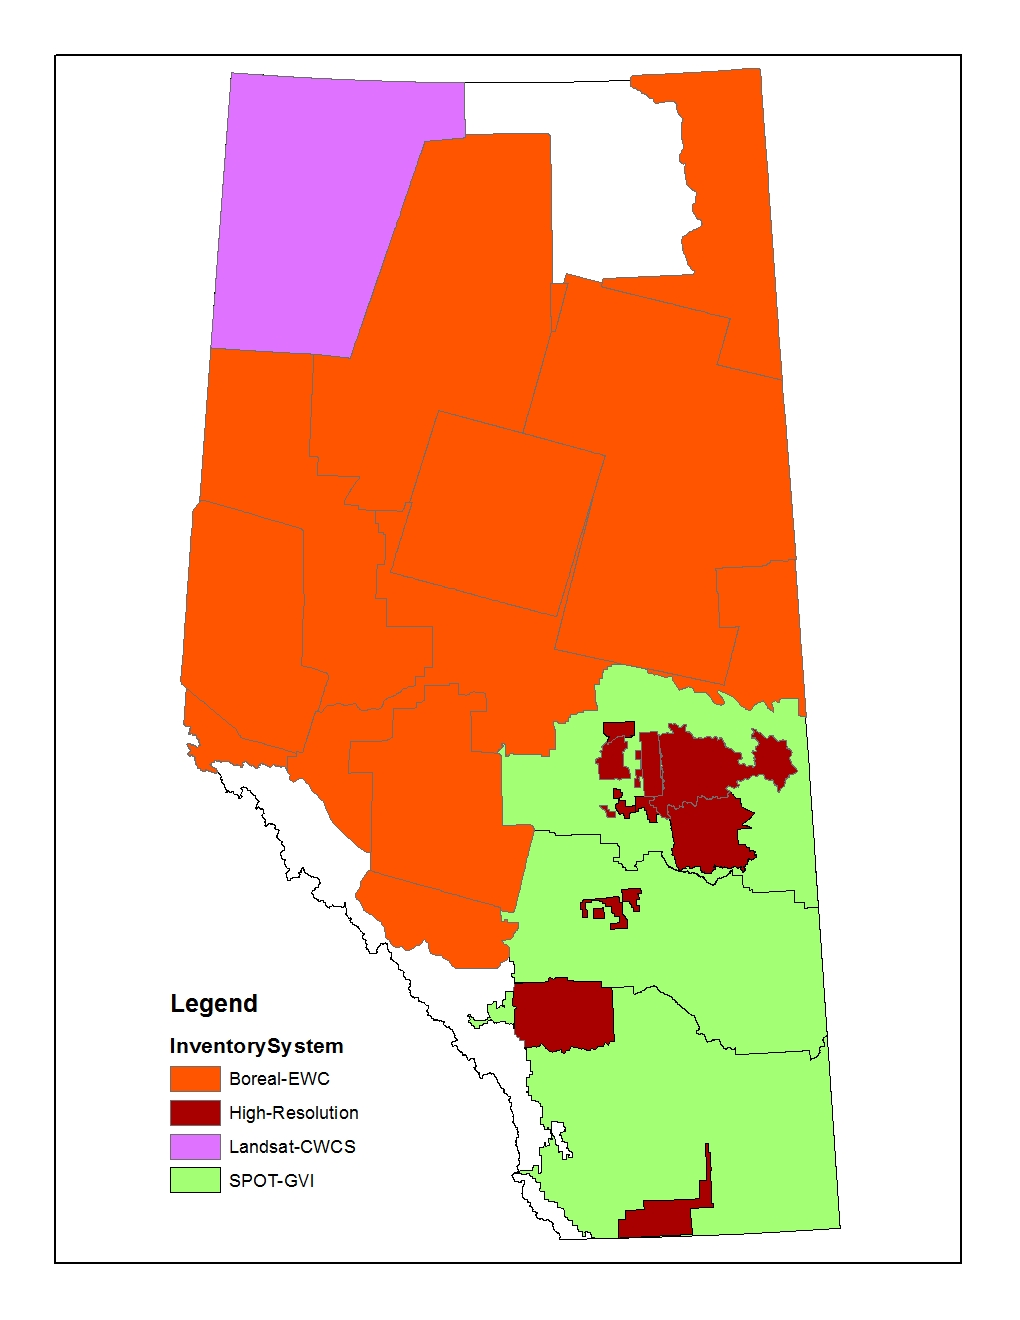 Legend
InventorySystem
Boreal-EWC
High-Resolution
Landsat-CWCS
SPOT-GVI